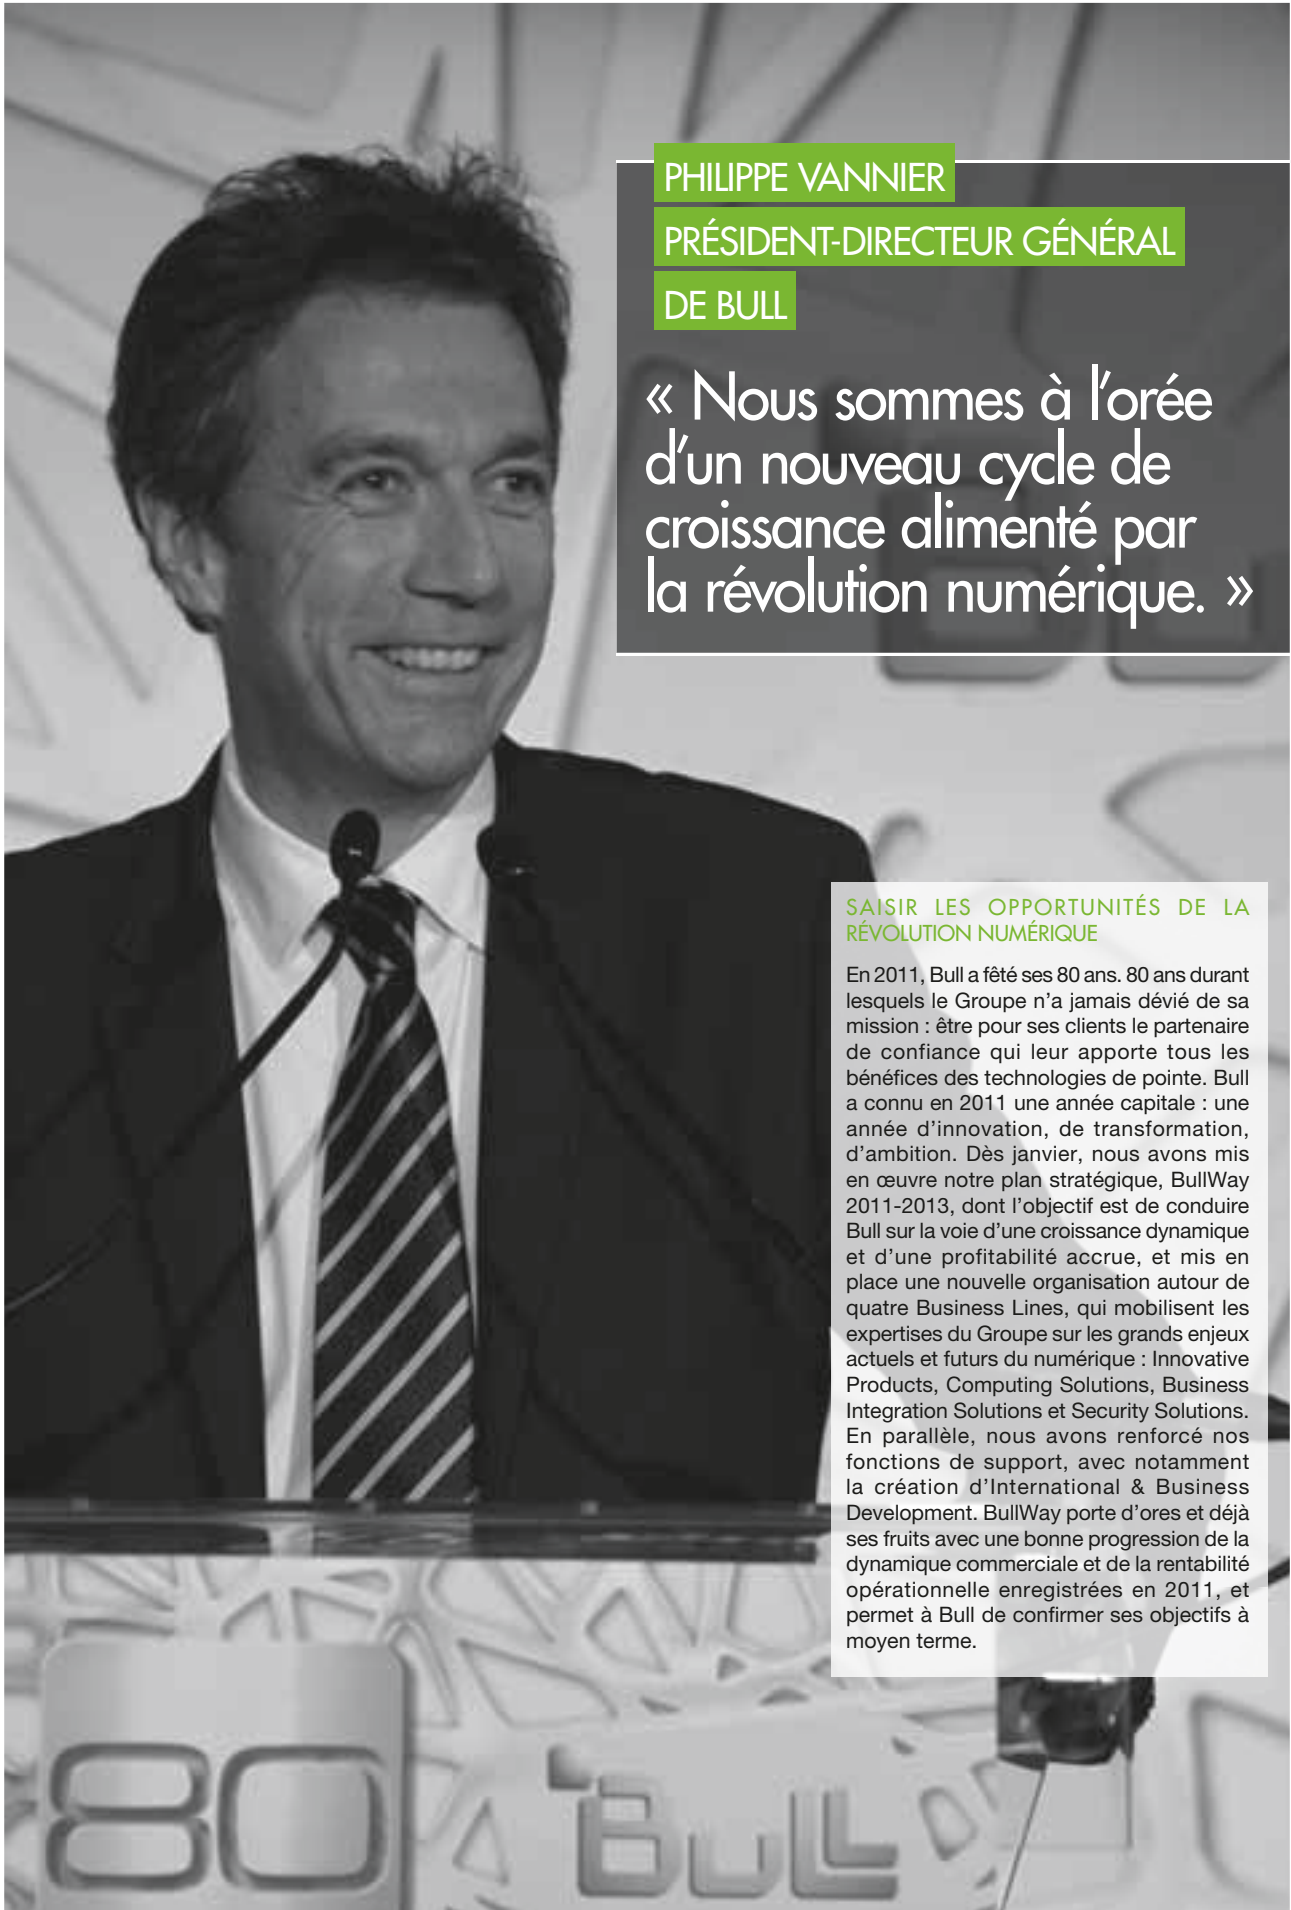 PHILIPPE VANNIER
PRÉSIDENT-DIRECTEUR GÉNÉRAL
DE BULL
« Nous sommes à l’orée
d’un nouveau cycle de
croissance alimenté par
la révolution numérique. »
SAISIR LES OPPORTUNITÉS DE LA
RÉVOLUTION NUMÉRIQUE
En 2011, Bull a fêté ses 80 ans. 80 ans durant
lesquels le Groupe n’a jamais dévié de sa
mission : être pour ses clients le partenaire
de confiance qui leur apporte tous les
bénéfices des technologies de pointe. Bull
a connu en 2011 une année capitale : une
année d’innovation, de transformation,
d’ambition. Dès janvier, nous avons mis
en œuvre notre plan stratégique, BullWay
2011-2013, dont l’objectif est de conduire
Bull sur la voie d’une croissance dynamique
et d’une profitabilité accrue, et mis en
place une nouvelle organisation autour de
quatre Business Lines, qui mobilisent les
expertises du Groupe sur les grands enjeux
actuels et futurs du numérique : Innovative
Products, Computing Solutions, Business
Integration Solutions et Security Solutions.
En parallèle, nous avons renforcé nos
fonctions de support, avec notamment
la création d’International & Business
Development. BullWay porte d’ores et déjà
ses fruits avec une bonne progression de la
dynamique commerciale et de la rentabilité
opérationnelle enregistrées en 2011, et
permet à Bull de confirmer ses objectifs à
moyen terme.
80
Bull